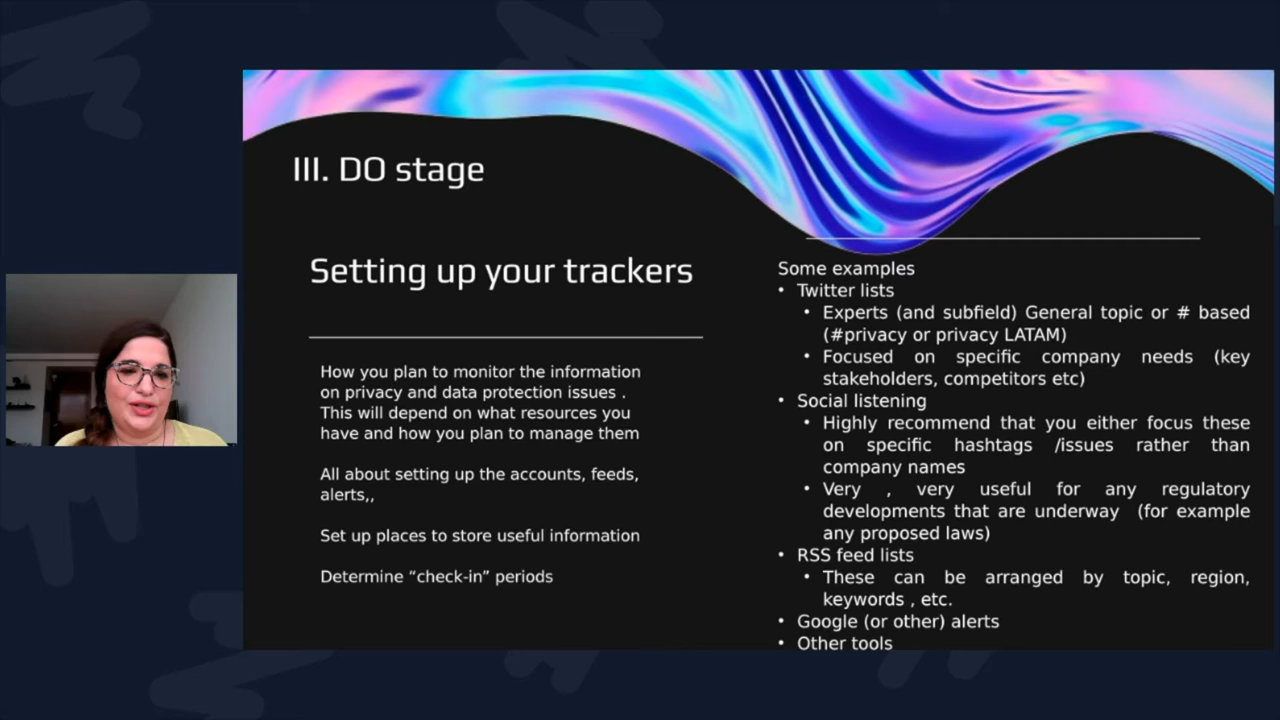 III. DO stage
Setting up your trackers
How you plan to monitor the information
on privacy and data protection issues .
This will depend on what resources you
have and how you plan to manage them
All about setting up the accounts, feeds,
alerts,,
Set up places to store useful information
Determine “check-in” periods
Some examples
• Twitter lists
• Experts (and subfield) General topic or # based
(#privacy or privacy LATAM)
• Focused on specific company needs (key
stakeholders, competitors etc)
• Social listening
• Highly recommend that you either focus these
on specific hashtags /issues rather than
company names
• Very , very useful for any regulatory
developments that are underway (for example
any proposed laws)
• RSS feed lists
• These can be arranged by topic, region,
keywords , etc.
• Google (or other) alerts
• Other tools